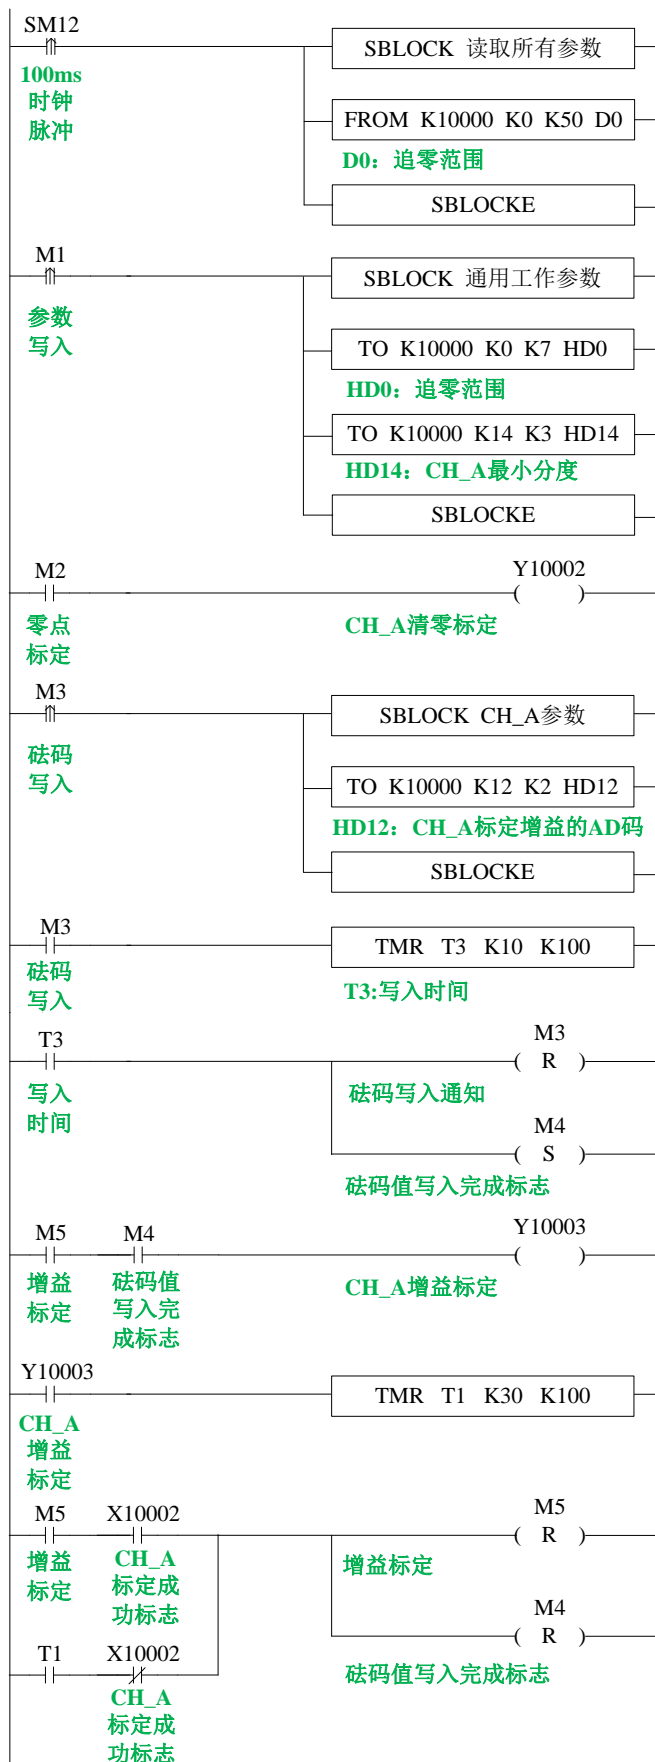 SM12
SBLOCK 读取所有参数
100ms
时钟
脉冲
FROM K10000 K0 K50 D0
D0：追零范围
SBLOCKE
M1
SBLOCK 通用工作参数
参数
写入
TO K10000 K0 K7 HD0
HD0：追零范围
TO K10000 K14 K3 HD14
HD14：CH_A最小分度
SBLOCKE
M2
Y10002
( )
零点
标定
CH_A清零标定
M3
SBLOCK CH_A参数
砝码
写入
TO K10000 K12 K2 HD12
HD12：CH_A标定增益的AD码
SBLOCKE
M3
TMR T3 K10 K100
砝码
写入
T3:写入时间
T3
M3
( R )
写入
时间
砝码写入通知
M4
( S )
砝码值写入完成标志
M5 M4
Y10003
( )
增益
标定
砝码值
写入完
成标志
CH_A增益标定
Y10003
TMR T1 K30 K100
CH_A
增益
标定
M5 X10002
M5
( R )
增益
标定
CH_A
标定成
功标志
增益标定
M4
( R )
T1 X10002
砝码值写入完成标志
CH_A
标定成
功标志